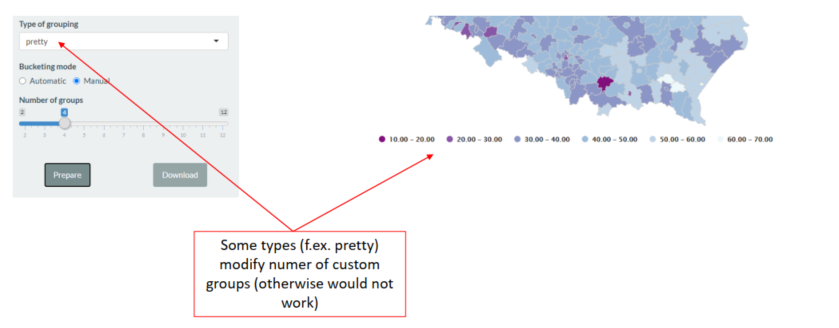 Type of grouping
pretty
Bucketing mode
Automatic Manual
Number of groups
2 4 12
2 3 4 5 6 7 8 9 10 11 12
Prepare Download
10.00 – 20.00 20.00 – 30.00 30.00 – 40.00 40.00 – 50.00 50.00 – 60.00 60.00 – 70.00
Some types (f.ex. pretty)
modify numer of custom
groups (otherwise would not
work)